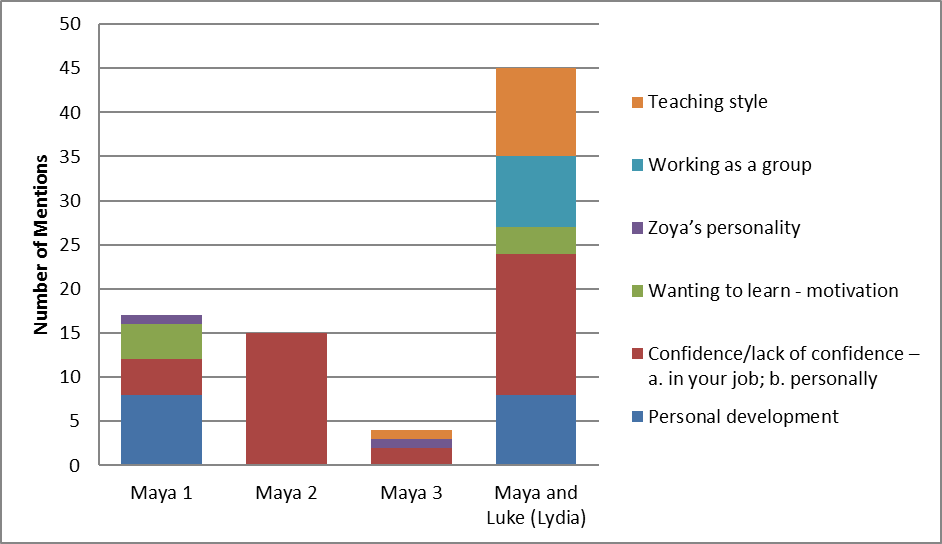 50
45
40
35
30
25
20
15
10
5
0
Number of Mentions
Maya 1
Maya 2
Maya 3
Maya and
Luke (Lydia)
Teaching style
Working as a group
Zoya’s personality
Wanting to learn - motivation
Confidence/lack of confidence –
a. in your job; b. personally
Personal development